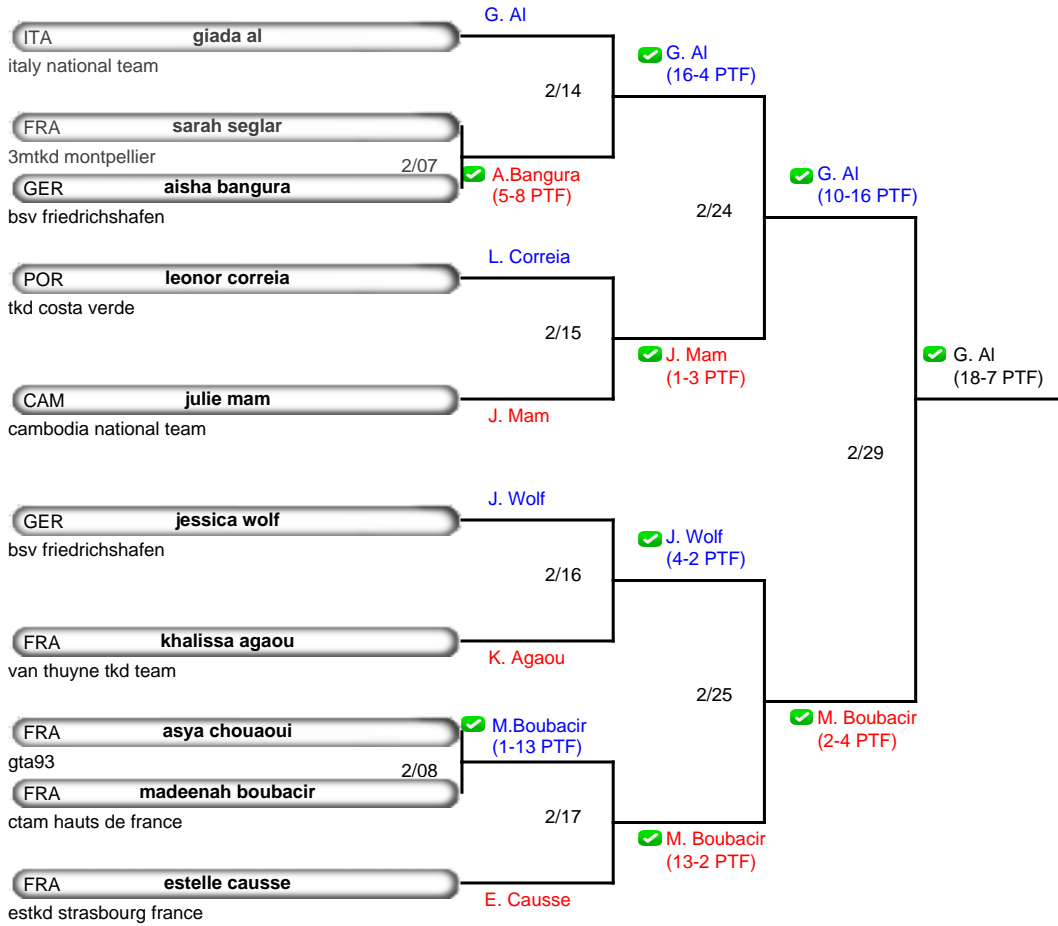 G. Al
ITA giada al
italy national team
G. Al
(16-4 PTF)
2/14
FRA sarah seglar
3mtkd montpellier
2/07
A.Bangura
(5-8 PTF)
GER aisha bangura
bsv friedrichshafen
G. Al
(10-16 PTF)
2/24
L. Correia
POR leonor correia
tkd costa verde
2/15
J. Mam
(1-3 PTF)
G. Al
(18-7 PTF)
CAM julie mam
J. Mam
cambodia national team
2/29
J. Wolf
GER jessica wolf
bsv friedrichshafen
J. Wolf
(4-2 PTF)
2/16
FRA khalissa agaou
K. Agaou
van thuyne tkd team
2/25
M. Boubacir
(2-4 PTF)
FRA asya chouaoui
M.Boubacir
(1-13 PTF)
gta93
2/08
FRA madeenah boubacir
ctam hauts de france
2/17
M. Boubacir
(13-2 PTF)
FRA estelle causse
E. Causse
estkd strasbourg france